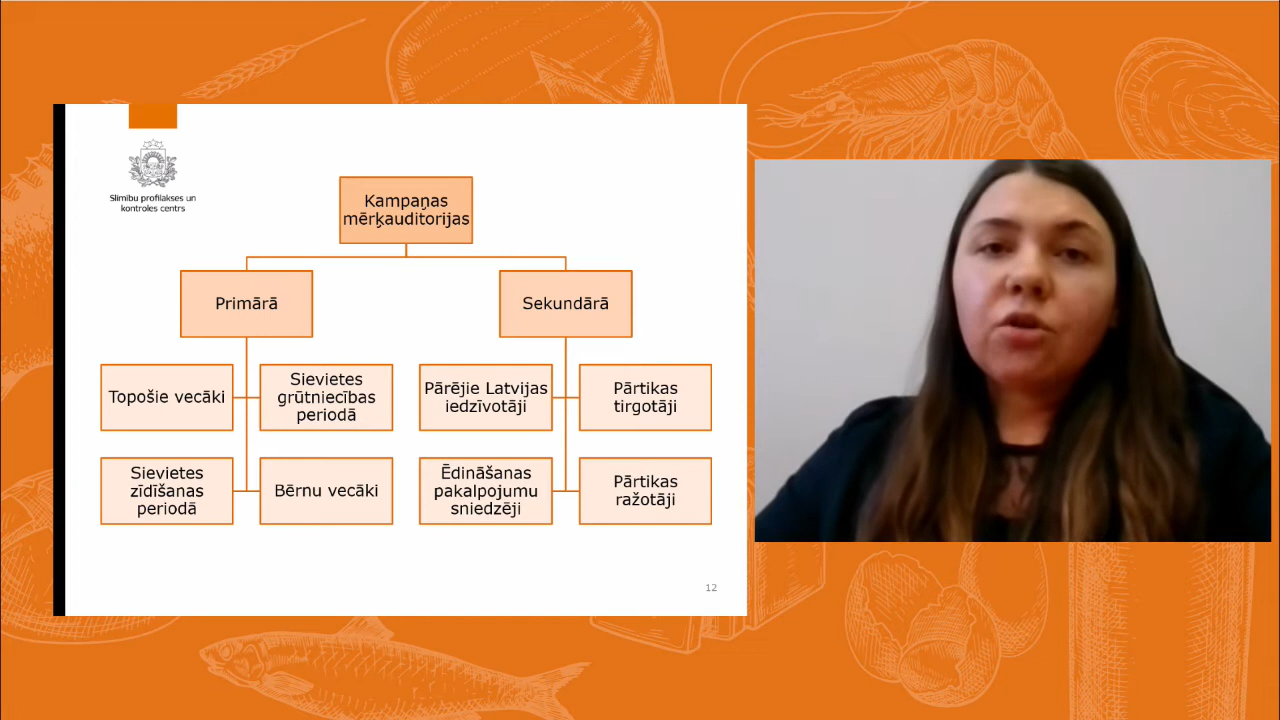 Slimību profilakses un
kontroles centrs
Kampaņas
mērķauditorijas
Primārā
Sekundārā
Topošie vecāki
Sievietes
grūtniecības
periodā
Pārējie Latvijas
iedzīvotāji
Pārtikas
tirgotāji
Sievietes
zīdīšanas
periodā
Bērnu vecāki
Ēdināšanas
pakalpojumu
sniedzēji
Pārtikas
ražotāji
12